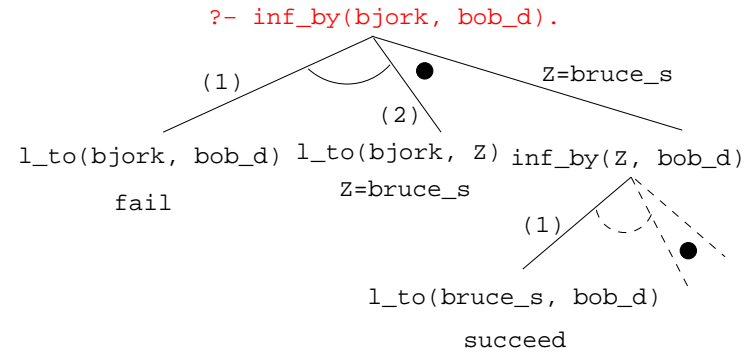 ?- inf_by(bjork, bob_d).
(1)
Z=bruce_s
(2)
l_to(bjork, bob_d) l_to(bjork, Z) inf_by(Z, bob_d)
fail
Z=bruce_s
(1)
l_to(bruce_s, bob_d)
succeed